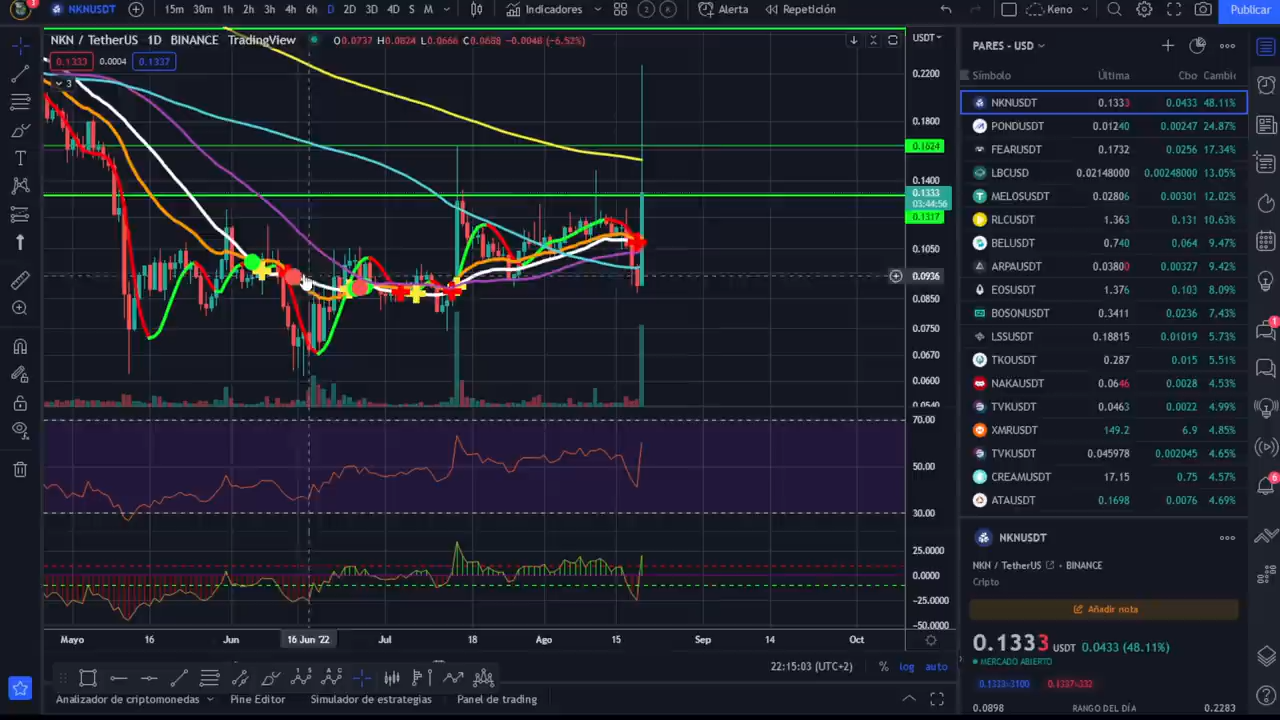 1 NKNUSDT 15m 30m 1h 2h 3h 4h 6h D 2D 3D 4D S M Indicadores 2 8 Alerta Repetición Keno Publicar
NKN / TetherUS 1D BINANCE TradingView O0.0737 H0.0824 L0.0666 C0.0688 −0.0048 (−6.52%)
0.1333 0.0004 0.1337
3
USDT
0.2200
0.1800
0.1624
0.1400
0.1333
03:44:56
0.1317
0.1050
0.0936
0.0850
0.0750
0.0670
0.0600
0.0540
70.00
50.00
30.00
25.0000
0.0000
−25.0000
−50.0000
Mayo 16 Jun 16 Jun '22 Jul 18 Ago 15 Sep 14 Oct
22:15:03 (UTC+2) % log auto
Analizador de criptomonedas Pine Editor Simulador de estrategias Panel de trading
PARES - USD
Símbolo Última Cbo Cambio
NKNUSDT 0.1333 0.0433 48.11%
PONDUSDT 0.01240 0.00247 24.87%
FEARUSDT 0.1732 0.0256 17.34%
LBCUSD 0.02148000 0.00248000 13.05%
MELOSUSDT 0.02806 0.00301 12.02%
RLCUSDT 1.363 0.131 10.63%
BELUSDT 0.740 0.064 9.47%
ARPAUSDT 0.03800 0.00327 9.42%
EOSUSDT 1.376 0.103 8.09%
BOSONUSDT 0.3411 0.0236 7.43%
LSSUSDT 0.18815 0.01019 5.73%
TKOUSDT 0.287 0.015 5.51%
NAKAUSDT 0.0646 0.0028 4.53%
TVKUSDT 0.0463 0.0022 4.99%
XMRUSDT 149.2 6.9 4.85%
TVKUSDT 0.045978 0.002045 4.65%
CREAMUSDT 17.15 0.75 4.57%
ATAUSDT 0.1698 0.0076 4.69%
NKNUSDT
NKN / TetherUS • BINANCE
Cripto
Añadir nota
0.1333 USDT 0.0433 (48.11%)
MERCADO ABIERTO
0.1333×3100 0.1337×332
0.0898 RANGO DEL DÍA 0.2283